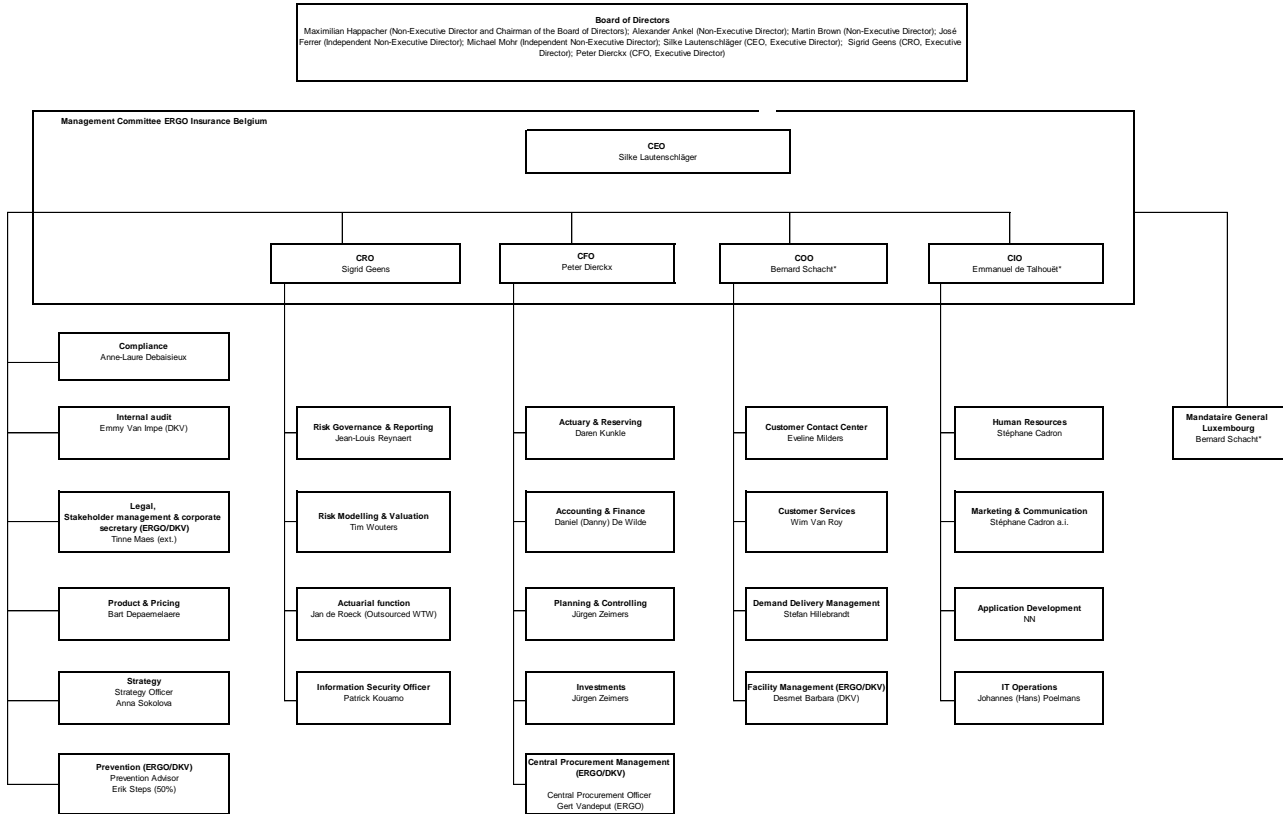 Board of Directors
Maximilian Happacher (Non-Executive Director and Chairman of the Board of Directors); Alexander Ankel (Non-Executive Director); Martin Brown (Non-Executive Director); José
Ferrer (Independent Non-Executive Director); Michael Mohr (Independent Non-Executive Director); Silke Lautenschläger (CEO, Executive Director); Sigrid Geens (CRO, Executive
Director); Peter Dierckx (CFO, Executive Director)
Management Committee ERGO Insurance Belgium
CEO
Silke Lautenschläger
CRO
Sigrid Geens
CFO
Peter Dierckx
COO
Bernard Schacht*
CIO
Emmanuel de Talhouët*
Compliance
Anne-Laure Debaisieux
Internal audit
Emmy Van Impe (DKV)
Legal,
Stakeholder management & corporate
secretary (ERGO/DKV)
Tinne Maes (ext.)
Product & Pricing
Bart Depaemelaere
Strategy
Strategy Officer
Anna Sokolova
Prevention (ERGO/DKV)
Prevention Advisor
Erik Steps (50%)
Risk Governance & Reporting
Jean-Louis Reynaert
Risk Modelling & Valuation
Tim Wouters
Actuarial function
Jan de Roeck (Outsourced WTW)
Information Security Officer
Patrick Kouamo
Actuary & Reserving
Daren Kunkle
Accounting & Finance
Daniel (Danny) De Wilde
Planning & Controlling
Jürgen Zeimers
Investments
Jürgen Zeimers
Central Procurement Management
(ERGO/DKV)
Central Procurement Officer
Gert Vandeput (ERGO)
Customer Contact Center
Eveline Milders
Customer Services
Wim Van Roy
Demand Delivery Management
Stefan Hillebrandt
Facility Management (ERGO/DKV)
Desmet Barbara (DKV)
Human Resources
Stéphane Cadron
Marketing & Communication
Stéphane Cadron a.i.
Application Development
NN
IT Operations
Johannes (Hans) Poelmans
Mandataire General
Luxembourg
Bernard Schacht*